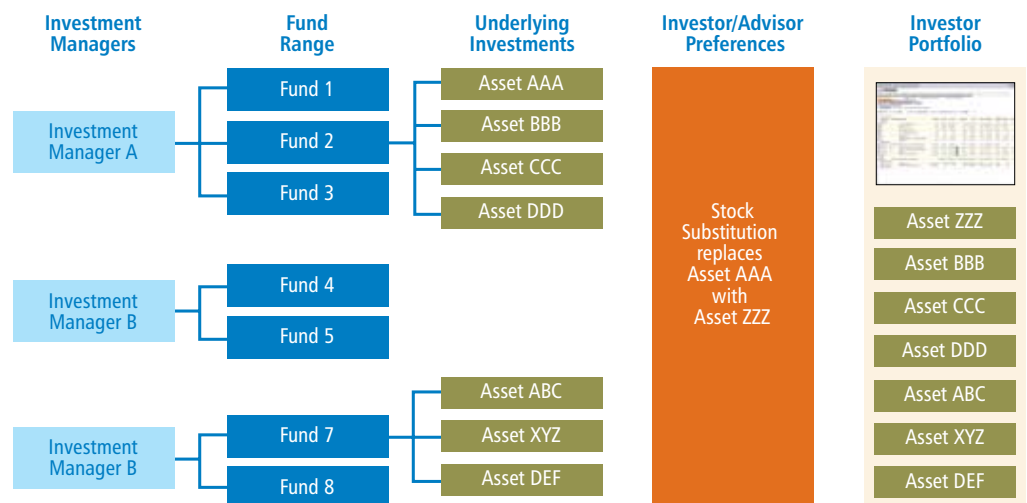 Investment
Managers
Fund
Range
Underlying
Investments
Investor/Advisor
Preferences
Investor
Portfolio
Investment
Manager A
Fund 1
Fund 2
Fund 3
Asset AAA
Asset BBB
Asset CCC
Asset DDD
Investment
Manager B
Fund 4
Fund 5
Investment
Manager B
Fund 7
Fund 8
Asset ABC
Asset XYZ
Asset DEF
Stock
Substitution
replaces
Asset AAA
with
Asset ZZZ
Asset ZZZ
Asset BBB
Asset CCC
Asset DDD
Asset ABC
Asset XYZ
Asset DEF